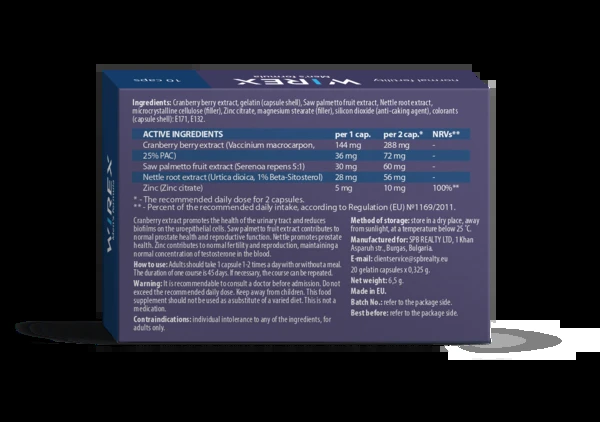 10 caps
WIREX
Men's formula
normal fertility
Ingredients: Cranberry berry extract, gelatin (capsule shell), Saw palmetto fruit extract, Nettle root extract,
microcrystalline cellulose (filler), Zinc citrate, magnesium stearate (filler), silicon dioxide (anti-caking agent), colorants
(capsule shell): E171, E132.
ACTIVE INGREDIENTS per 1 cap. per 2 cap.* NRVs**
Cranberry berry extract (Vaccinium macrocarpon, 144 mg 288 mg -
25% PAC) 36 mg 72 mg -
Saw palmetto fruit extract (Serenoa repens 5:1) 30 mg 60 mg -
Nettle root extract (Urtica dioica, 1% Beta-Sitosterol) 28 mg 56 mg -
Zinc (Zinc citrate) 5 mg 10 mg 100%**
* - The recommended daily dose for 2 capsules.
** - Percent of the recommended daily intake, according to Regulation (EU) №1169/2011.
Cranberry extract promotes the health of the urinary tract and reduces
biofilms on the uroepithelial cells. Saw palmetto fruit extract contributes to
normal prostate health and reproductive function. Nettle promotes prostate
health. Zinc contributes to normal fertility and reproduction, maintaining a
normal concentration of testosterone in the blood.
How to use: Adults should take 1 capsule 1-2 times a day with or without a meal.
The duration of one course is 45 days. If necessary, the course can be repeated.
Warning: It is recommendable to consult a doctor before admission. Do not
exceed the recommended daily dose. Keep away from children. This food
supplement should not be used as a substitute of a varied diet. This is not a
medication.
Contraindications: individual intolerance to any of the ingredients, for
adults only.
Method of storage: store in a dry place, away
from sunlight, at a temperature below 25 ˚C.
Manufactured for: SPB REALTY LTD, 1 Khan
Asparuh str., Burgas, Bulgaria.
E-mail: clientservice@spbrealty.eu
20 gelatin capsules x 0,325 g.
Net weight: 6,5 g.
Made in EU.
Batch No.: refer to the package side.
Best before: refer to the package side.
WIREX
Men's formula